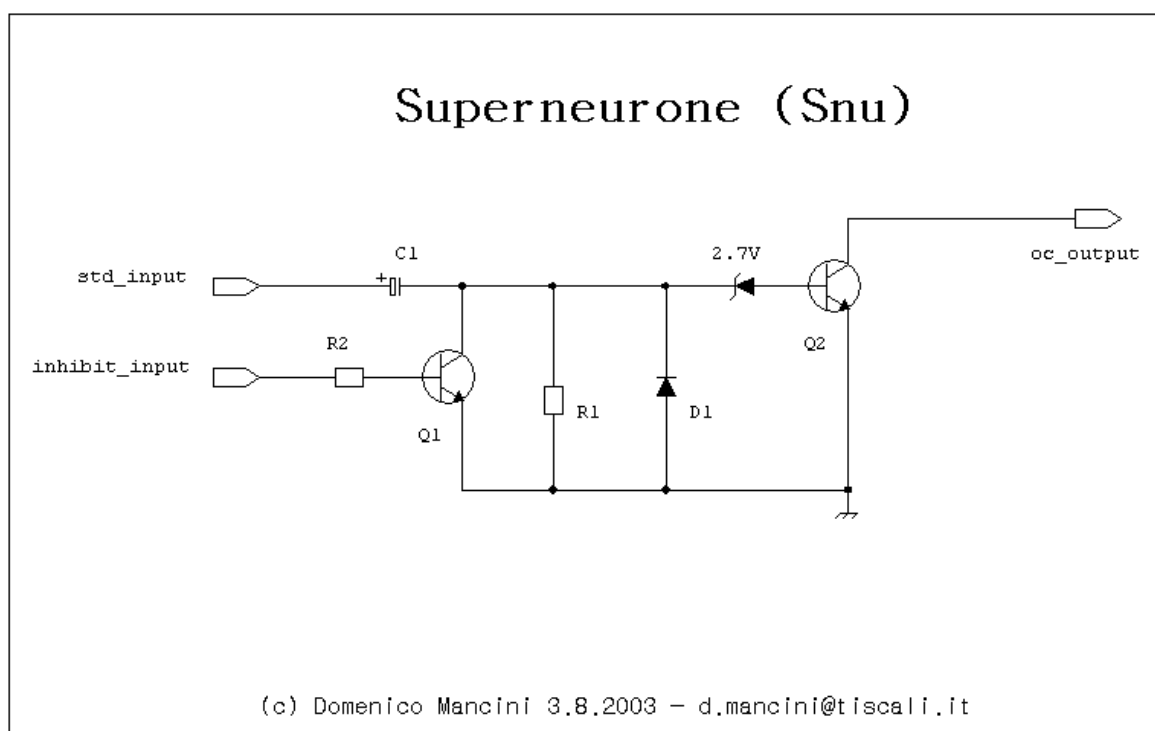 Superneurone (Snu)
std_input
C1
+
2.7V
oc_output
inhibit_input
R2
Q1
R1
D1
Q2
(c) Domenico Mancini 3.8.2003 - d.mancini@tiscali.it